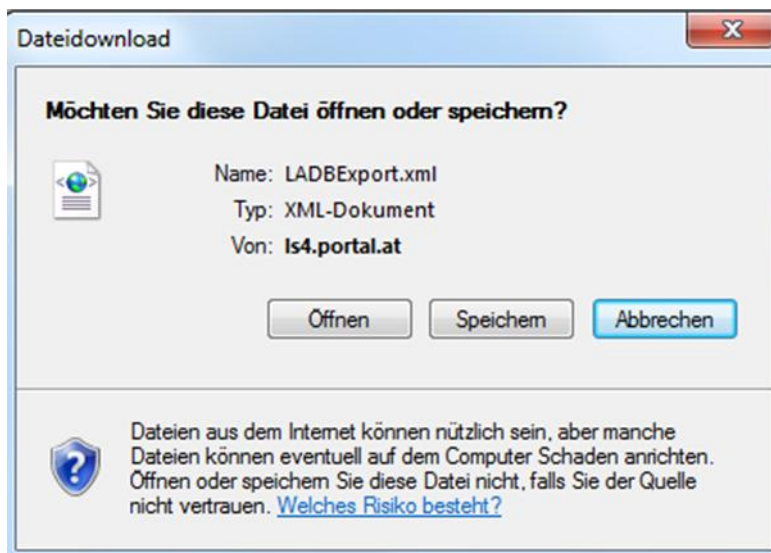 Dateidownload
Möchten Sie diese Datei öffnen oder speichern?
Name: LADBExport.xml
Typ: XML-Dokument
Von: ls4.portal.at
Öffnen Speichern Abbrechen
Dateien aus dem Internet können nützlich sein, aber manche
Dateien können eventuell auf dem Computer Schaden anrichten.
Öffnen oder speichern Sie diese Datei nicht, falls Sie der Quelle
nicht vertrauen. Welches Risiko besteht?